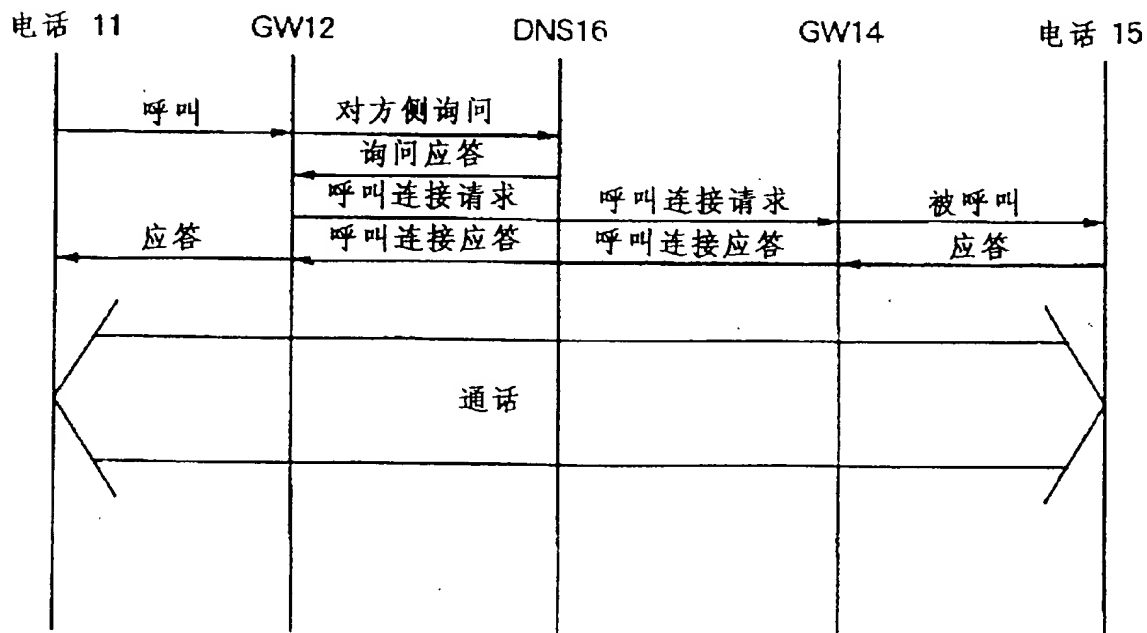 电话 11 GW12 DNS16 GW14 电话 15
呼叫 对方侧询问
询问应答
呼叫连接请求 呼叫连接请求 被呼叫
应答 呼叫连接应答 呼叫连接应答 应答
通话